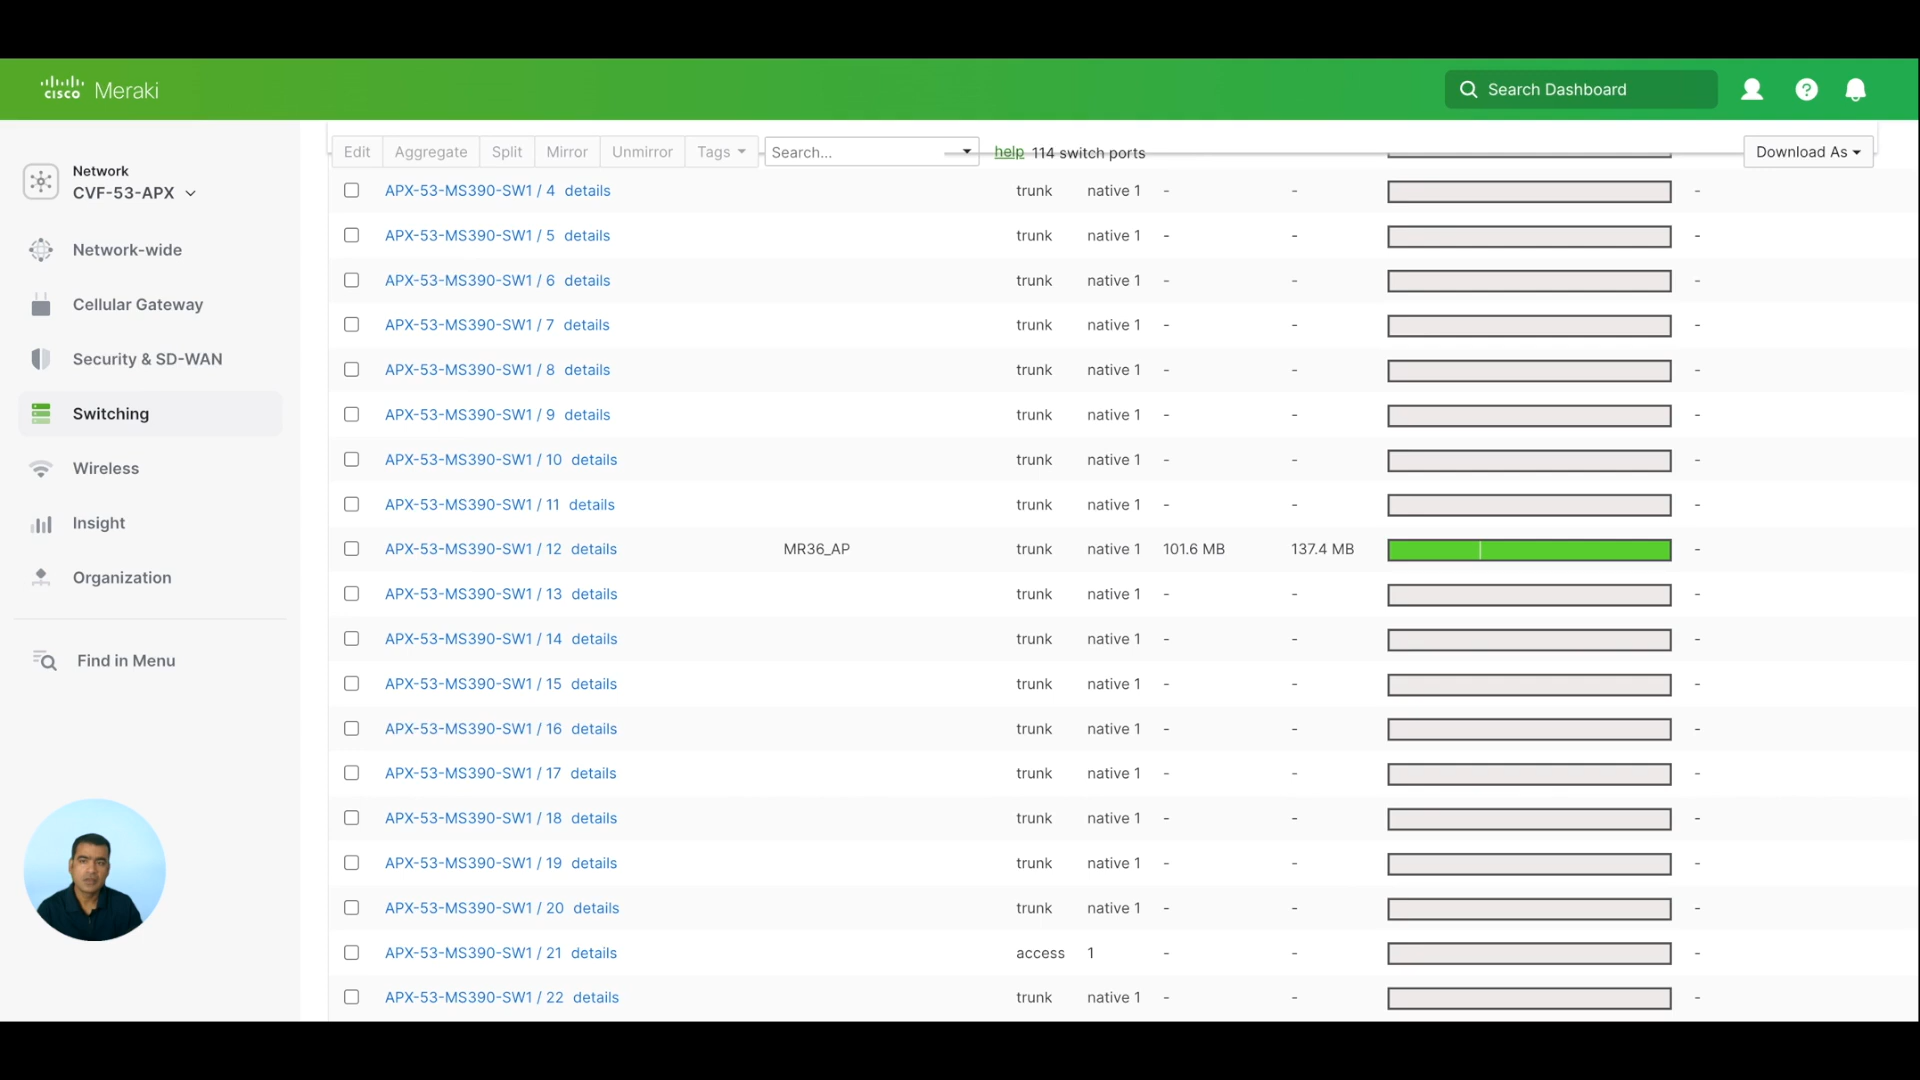 cisco Meraki
Search Dashboard
Network
CVF-53-APX
Network-wide
Cellular Gateway
Security & SD-WAN
Switching
Wireless
Insight
Organization
Find in Menu
Edit Aggregate Split Mirror Unmirror Tags Search... help 114 switch ports Download As
APX-53-MS390-SW1 / 4 details trunk native 1 - - -
APX-53-MS390-SW1 / 5 details trunk native 1 - - -
APX-53-MS390-SW1 / 6 details trunk native 1 - - -
APX-53-MS390-SW1 / 7 details trunk native 1 - - -
APX-53-MS390-SW1 / 8 details trunk native 1 - - -
APX-53-MS390-SW1 / 9 details trunk native 1 - - -
APX-53-MS390-SW1 / 10 details trunk native 1 - - -
APX-53-MS390-SW1 / 11 details trunk native 1 - - -
APX-53-MS390-SW1 / 12 details MR36_AP trunk native 1 101.6 MB 137.4 MB -
APX-53-MS390-SW1 / 13 details trunk native 1 - - -
APX-53-MS390-SW1 / 14 details trunk native 1 - - -
APX-53-MS390-SW1 / 15 details trunk native 1 - - -
APX-53-MS390-SW1 / 16 details trunk native 1 - - -
APX-53-MS390-SW1 / 17 details trunk native 1 - - -
APX-53-MS390-SW1 / 18 details trunk native 1 - - -
APX-53-MS390-SW1 / 19 details trunk native 1 - - -
APX-53-MS390-SW1 / 20 details trunk native 1 - - -
APX-53-MS390-SW1 / 21 details access 1 - - -
APX-53-MS390-SW1 / 22 details trunk native 1 - - -